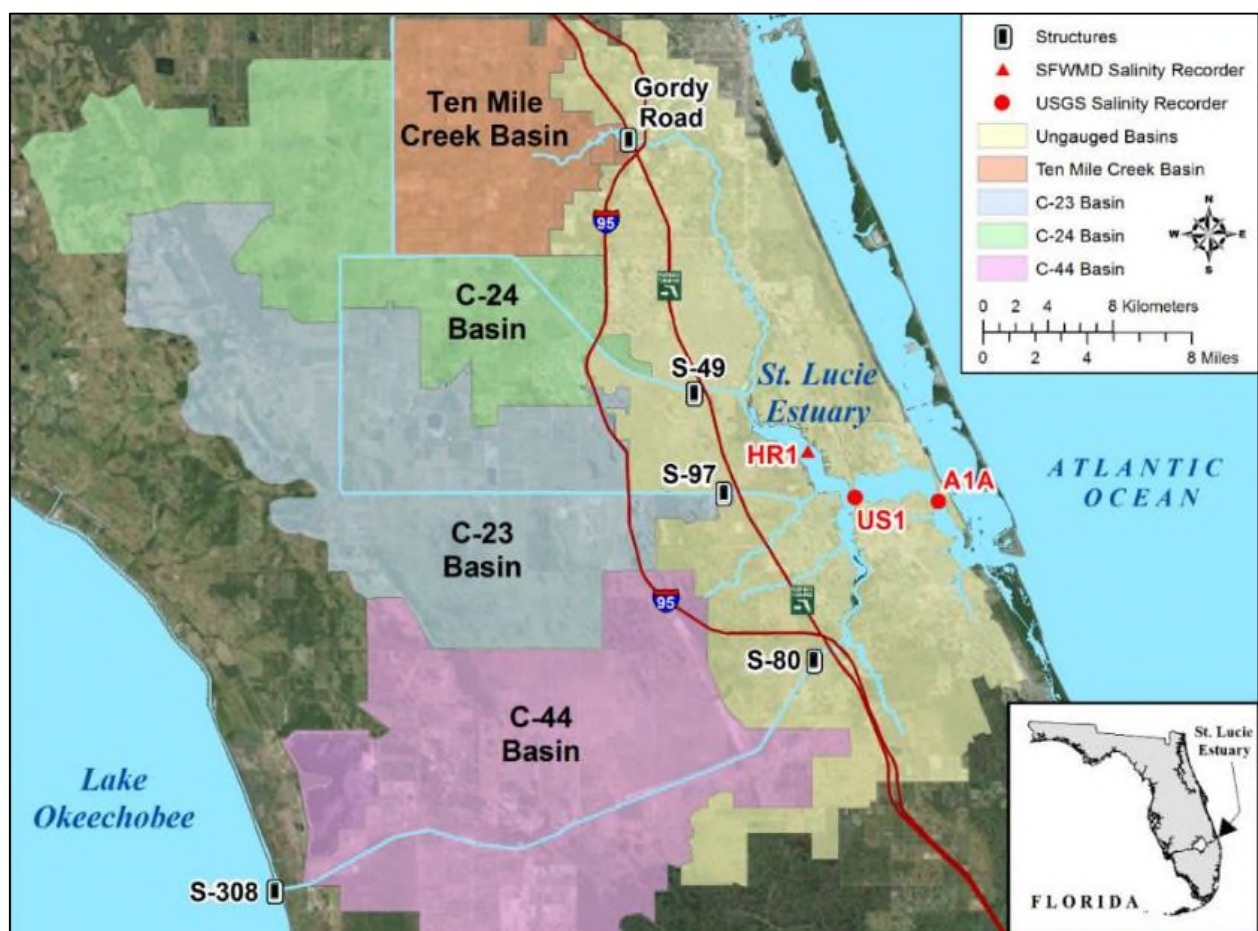 Structures
SFWMD Salinity Recorder
USGS Salinity Recorder
Ungauged Basins
Ten Mile Creek Basin
C-23 Basin
C-24 Basin
C-44 Basin
N
W
E
S
0 2 4 8 Kilometers
0 2 4 8 Miles
Ten Mile
Creek Basin
Gordy
Road
95
C-24
Basin
S-49
St. Lucie
Estuary
HR1
S-97
US1
A1A
ATLANTIC
OCEAN
C-23
Basin
95
S-80
C-44
Basin
Lake
Okeechobee
S-308
St. Lucie
Estuary
FLORIDA